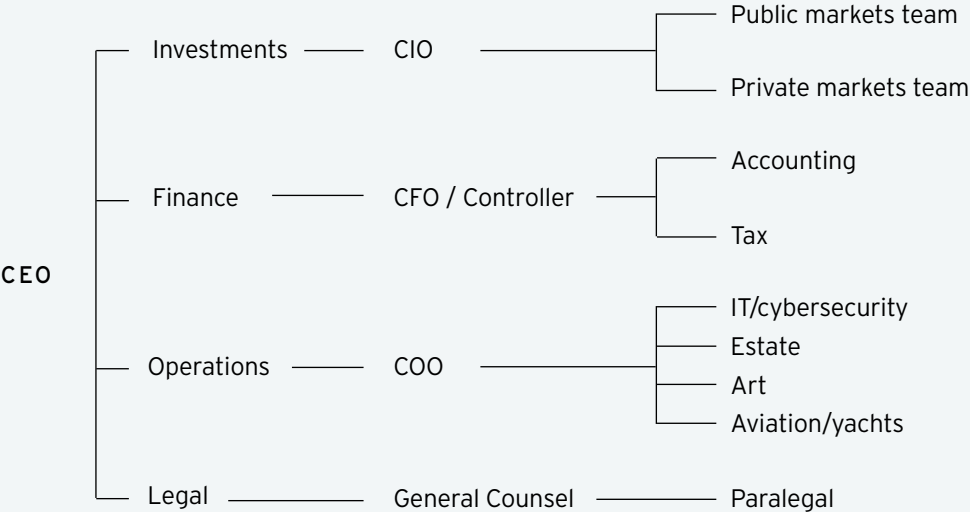 Public markets team
Investments CIO
Private markets team
Accounting
Finance CFO / Controller
Tax
CEO
IT/cybersecurity
Estate
Operations COO
Art
Aviation/yachts
Legal General Counsel Paralegal